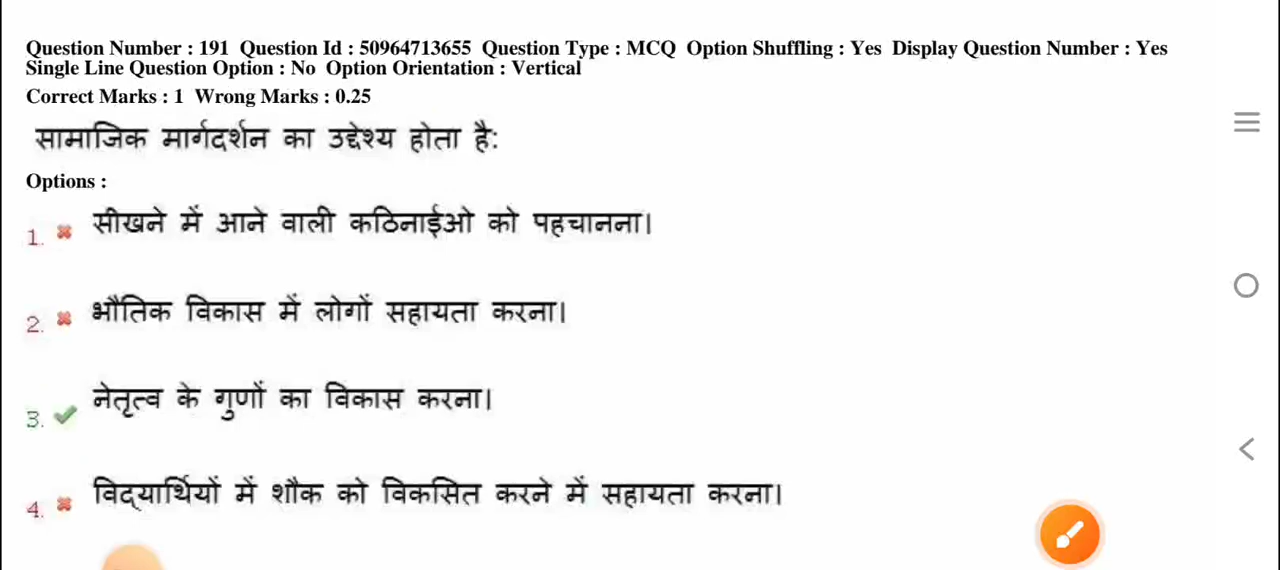 Question Number : 191 Question Id : 50964713655 Question Type : MCQ Option Shuffling : Yes Display Question Number : Yes
Single Line Question Option : No Option Orientation : Vertical
Correct Marks : 1 Wrong Marks : 0.25
सामाजिक मार्गदर्शन का उद्देश्य होता है:
Options :
1. सीखने में आने वाली कठिनाईओ को पहचानना।
2. भौतिक विकास में लोगों सहायता करना।
3. नेतृत्व के गुणों का विकास करना।
4. विद्यार्थियों में शौक को विकसित करने में सहायता करना।